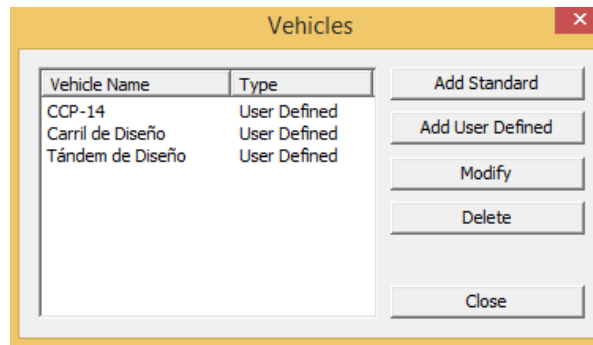 Vehicles
Vehicle Name Type
CCP-14 User Defined
Carril de Diseño User Defined
Tándem de Diseño User Defined
Add Standard
Add User Defined
Modify
Delete
Close